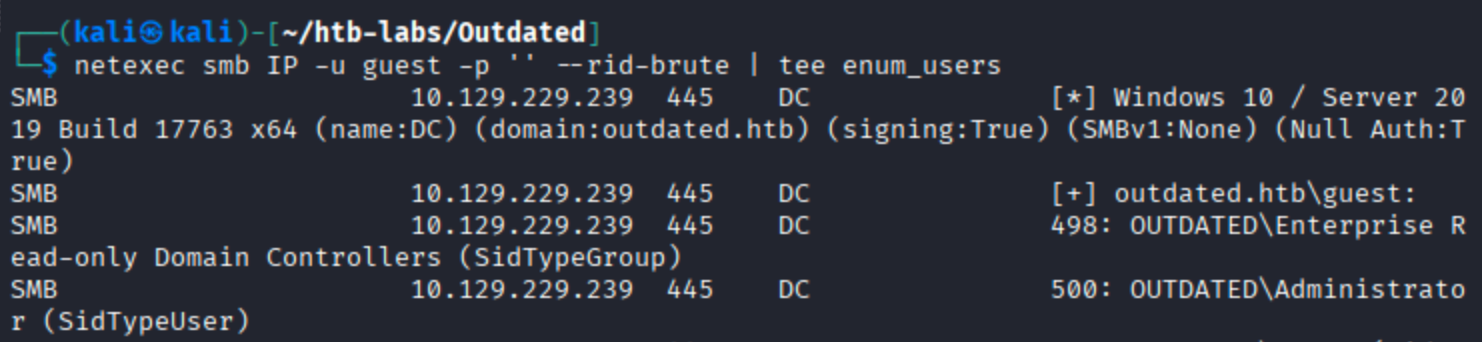 ┌──(kali㉿kali)-[~/htb-labs/Outdated]
└─$ netexec smb IP -u guest -p '' --rid-brute | tee enum_users
SMB                      10.129.229.239  445    DC               [*] Windows 10 / Server 20
19 Build 17763 x64 (name:DC) (domain:outdated.htb) (signing:True) (SMBv1:None) (Null Auth:T
rue)
SMB                      10.129.229.239  445    DC               [+] outdated.htb\guest:
SMB                      10.129.229.239  445    DC               498: OUTDATED\Enterprise R
ead-only Domain Controllers (SidTypeGroup)
SMB                      10.129.229.239  445    DC               500: OUTDATED\Administrato
r (SidTypeUser)